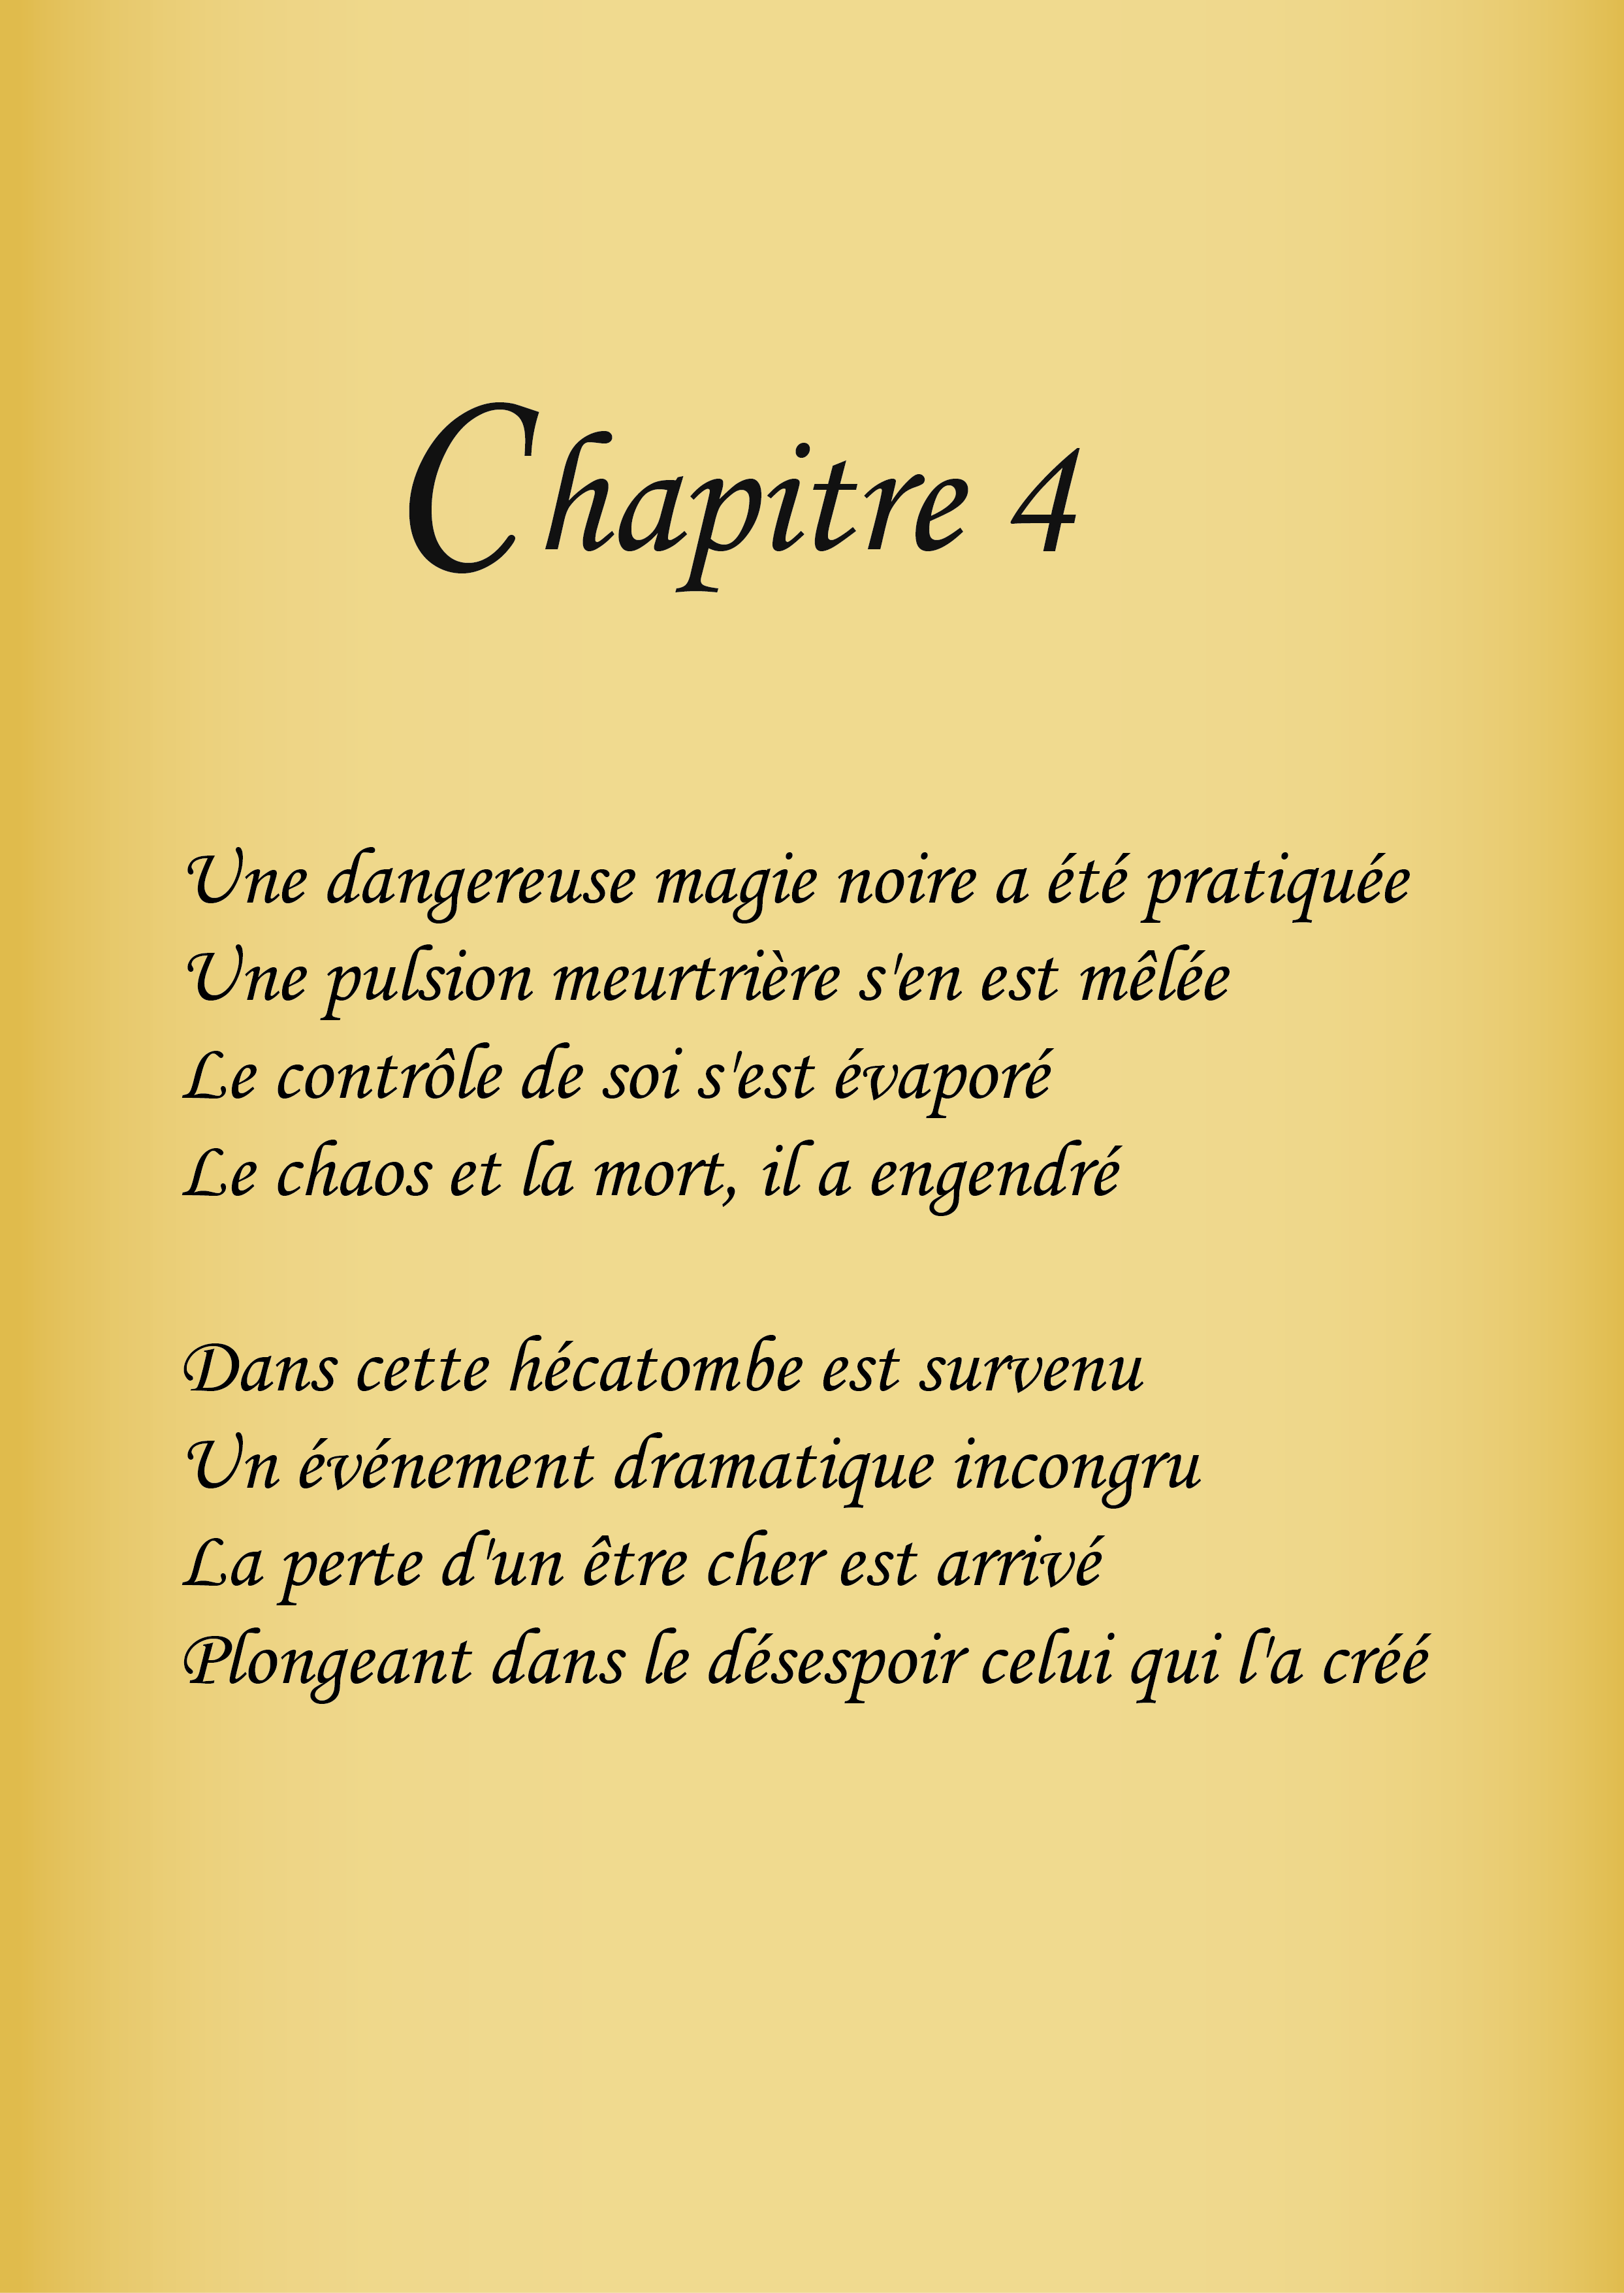 Chapitre 4
Une dangereuse magie noire a été pratiquée
Une pulsion meurtrière s'en est mêlée
Le contrôle de soi s'est évaporé
Le chaos et la mort, il a engendré
Dans cette hécatombe est survenu
Un événement dramatique incongru
La perte d'un être cher est arrivé
Plongeant dans le désespoir celui qui l'a créé